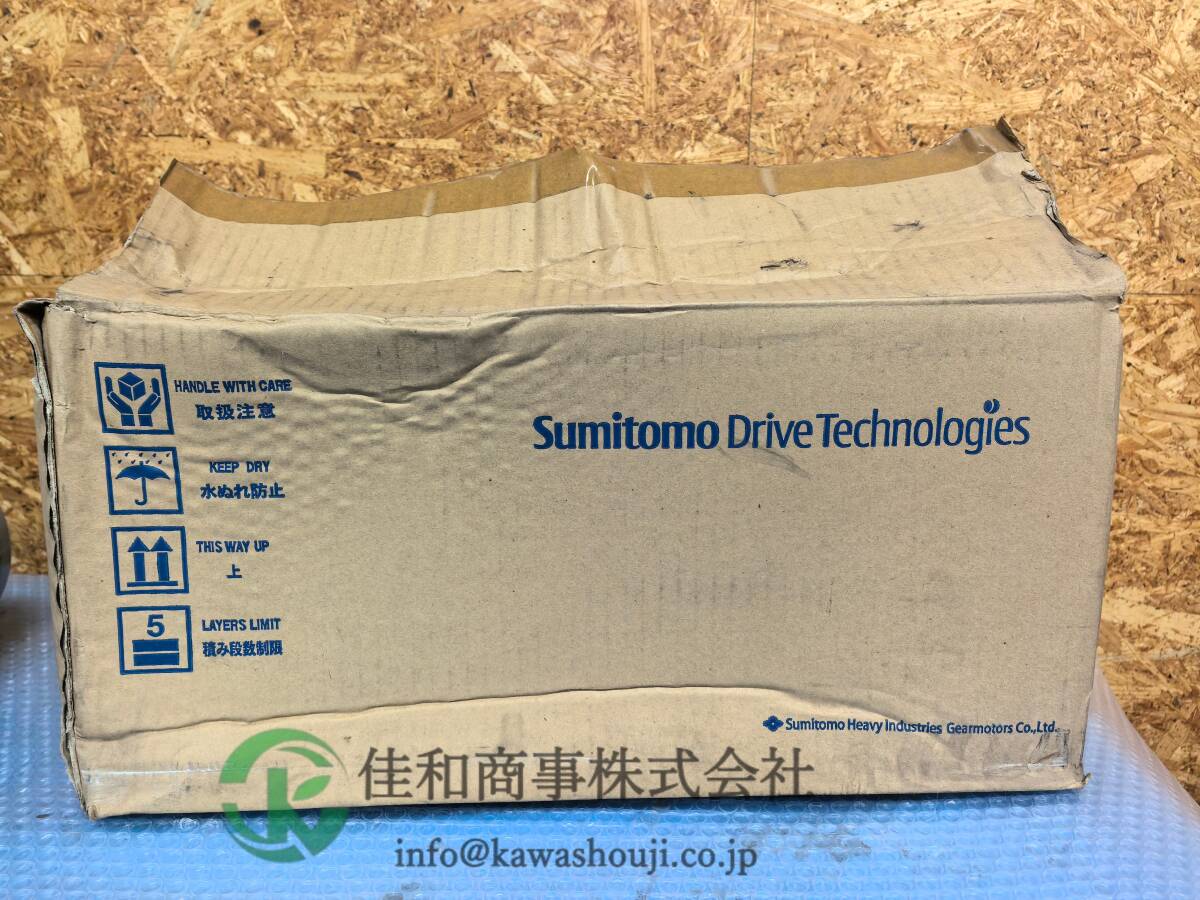 HANDLE WITH CARE
取扱注意
Sumitomo Drive Technologies
KEEP DRY
水ぬれ防止
THIS WAY UP
上
5
LAYERS LIMIT
積み段数制限
Sumitomo Heavy Industries Gearmotors Co.,Ltd.
佳和商事株式会社
info@kawashouji.co.jp